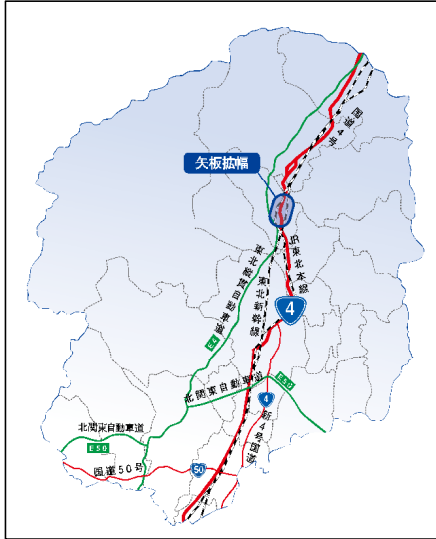 国道4号
矢板拡幅
JR東北本線
東北縦貫自動車道
東北新幹線
4
E4
北関東自動車道
E50
4
新4号国道
北関東自動車道
E50
国道50号
50